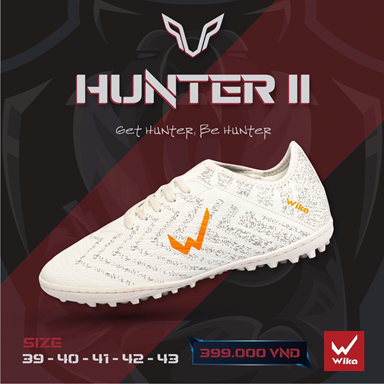 HUNTER II
Get Hunter, Be Hunter
Wika
SIZE
39 - 40 - 41 - 42 - 43
399.000 VND
Wika